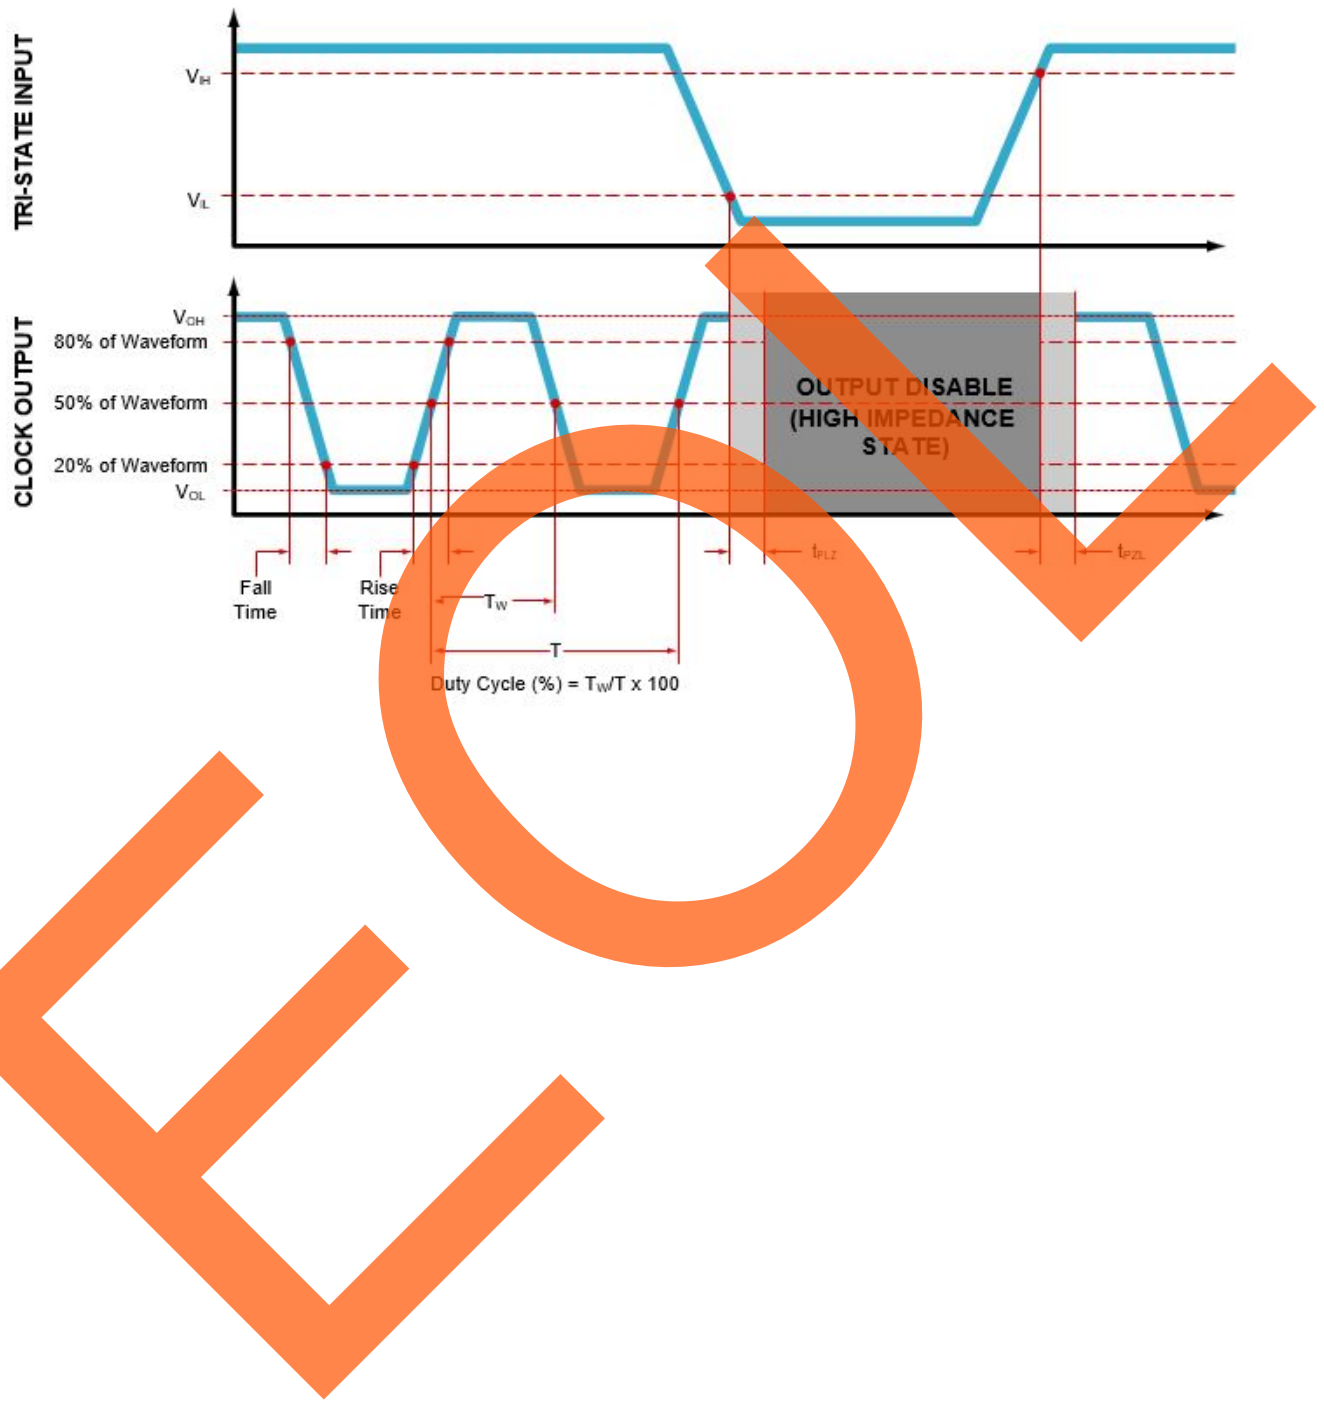 TRI-STATE INPUT
VIH
VIL
CLOCK OUTPUT
VOH
80% of Waveform
50% of Waveform
20% of Waveform
VOL
OUTPUT DISABLE
(HIGH IMPEDANCE
STATE)
tPLZ
tPZL
Fall
Time
Rise
Time
TW
T
Duty Cycle (%) = TW/T x 100
EOL